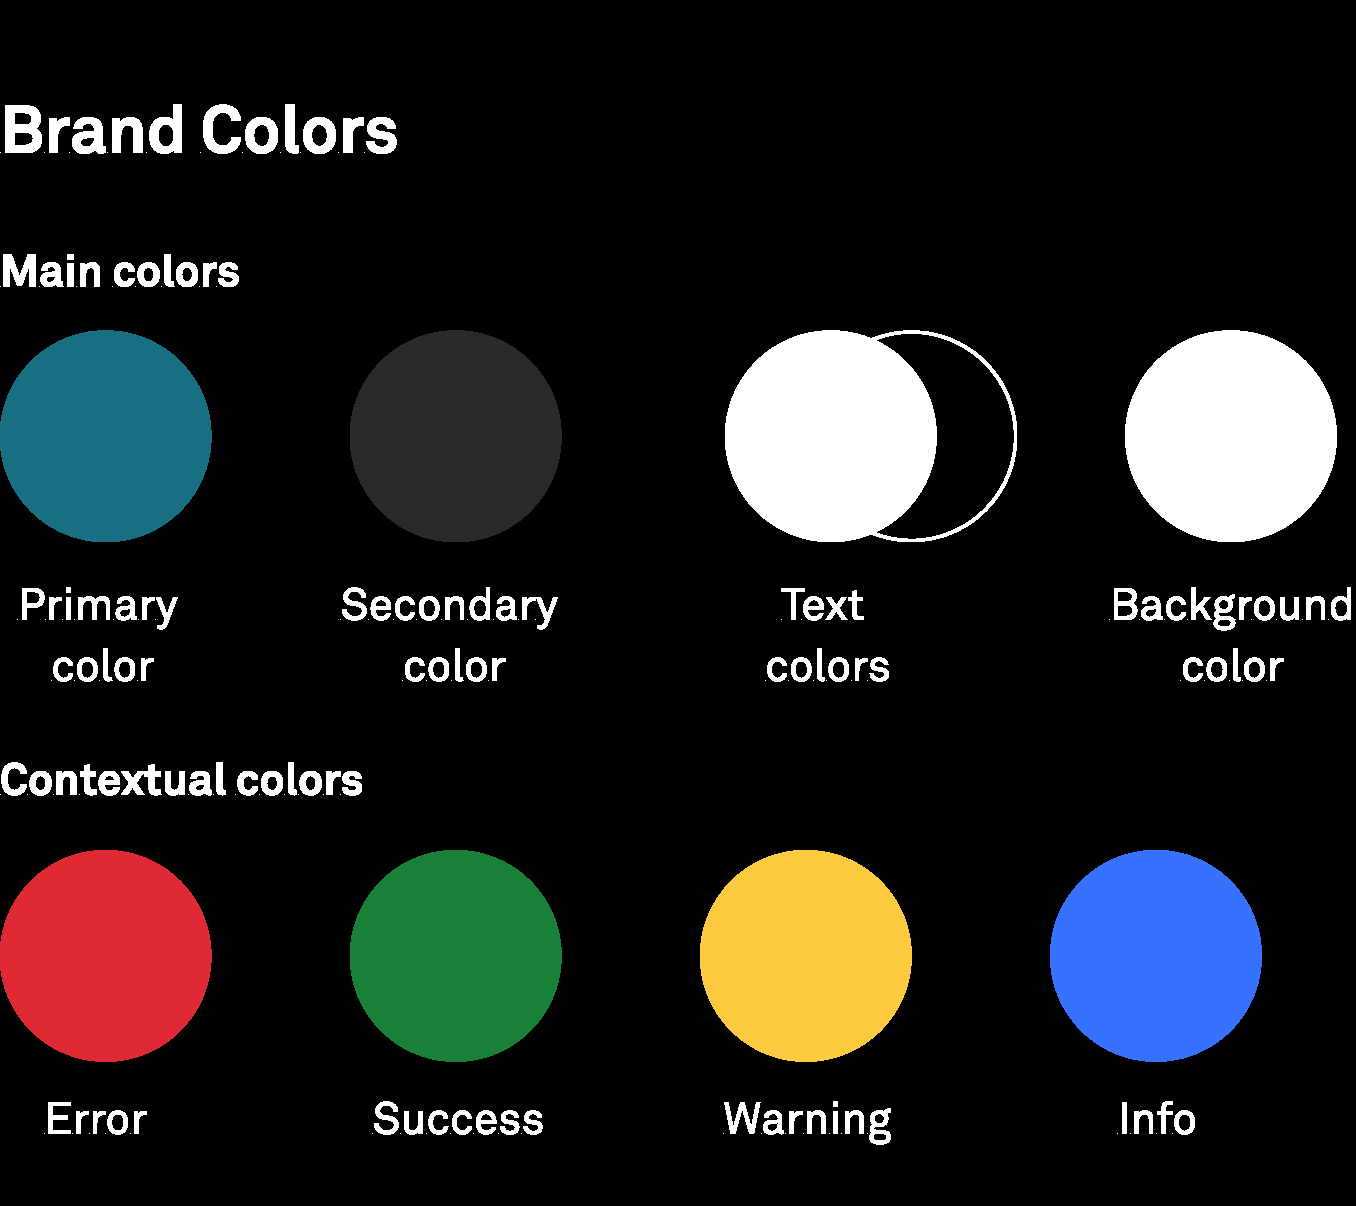 Brand Colors
Main colors
Primary
color
Secondary
color
Text
colors
Background
color
Contextual colors
Error
Success
Warning
Info